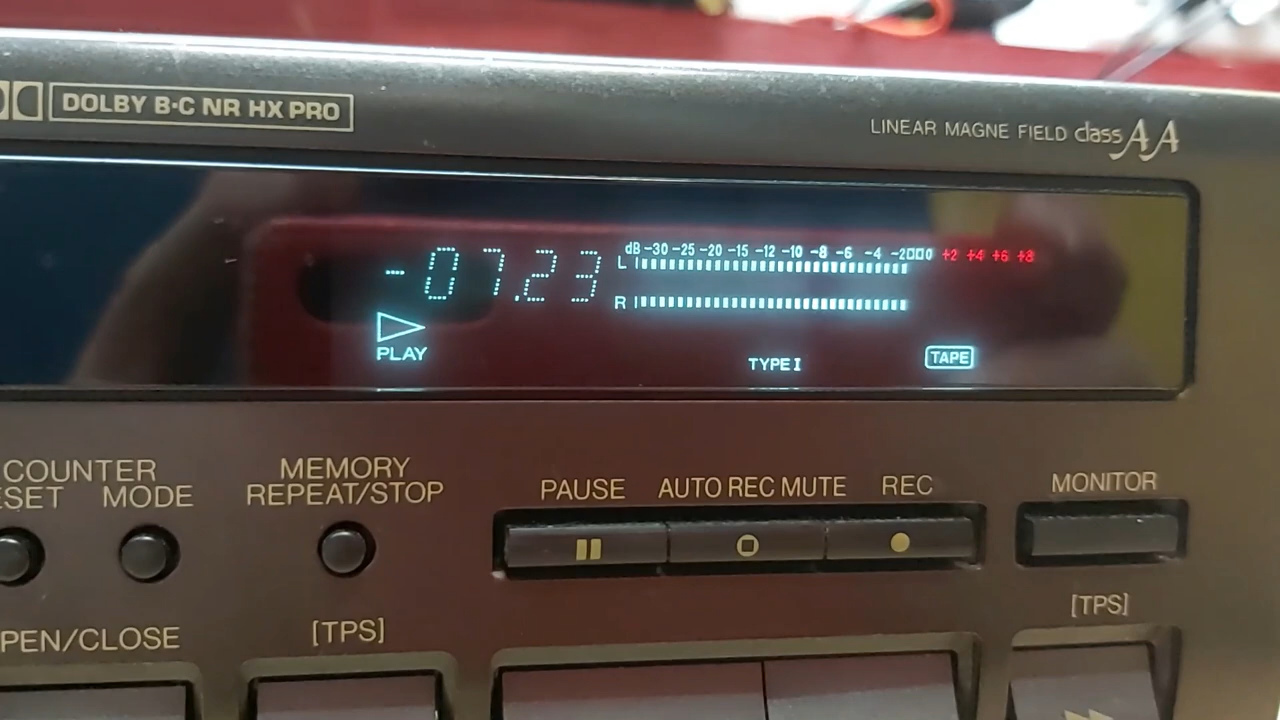 DOLBY B·C NR HX PRO
LINEAR MAGNE FIELD class AA
dB -30 -25 -20 -15 -12 -10 -8 -6 -4 -2 0 +2 +4 +6 +8
-07.23
L
R
PLAY
TYPE I
TAPE
COUNTER
MODE
MEMORY
REPEAT/STOP
PAUSE
AUTO REC MUTE
REC
MONITOR
PEN/CLOSE
[TPS]
[TPS]